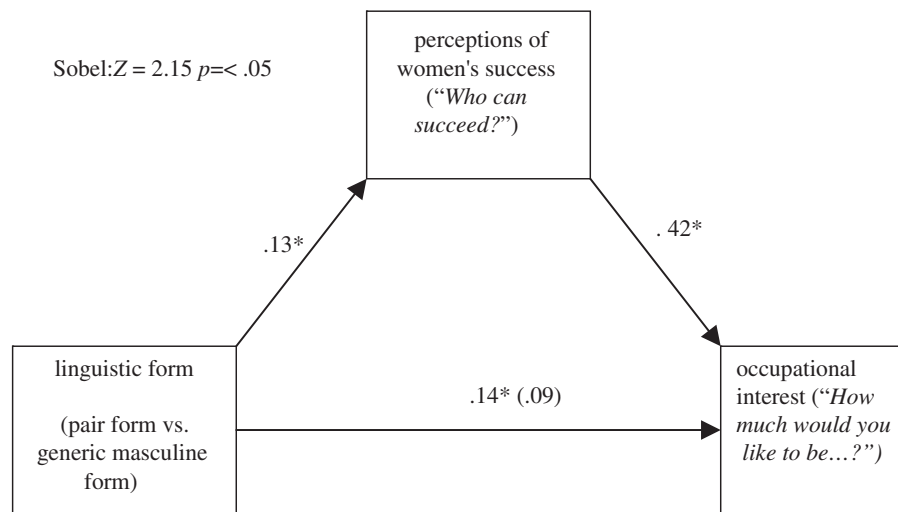 Sobel:Z = 2.15 p=< .05
perceptions of
women's success
(“Who can
succeed?”)
.13*
. 42*
linguistic form
(pair form vs.
generic masculine
form)
.14* (.09)
occupational
interest (“How
much would you
like to be…?”)